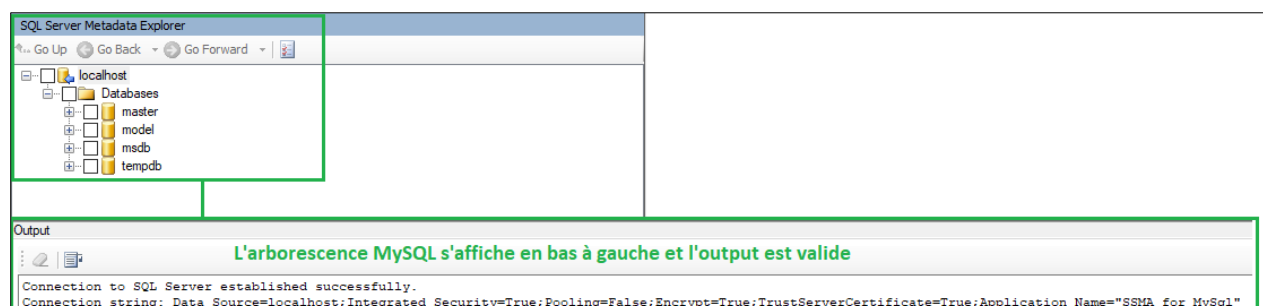 SQL Server Metadata Explorer
Go Up Go Back Go Forward
localhost
Databases
master
model
msdb
tempdb
Output
L'arborescence MySQL s'affiche en bas à gauche et l'output est valide
Connection to SQL Server established successfully.
Connection string: Data Source=localhost;Integrated Security=True;Pooling=False;Encrypt=True;TrustServerCertificate=True;Application Name="SSMA for MySql"